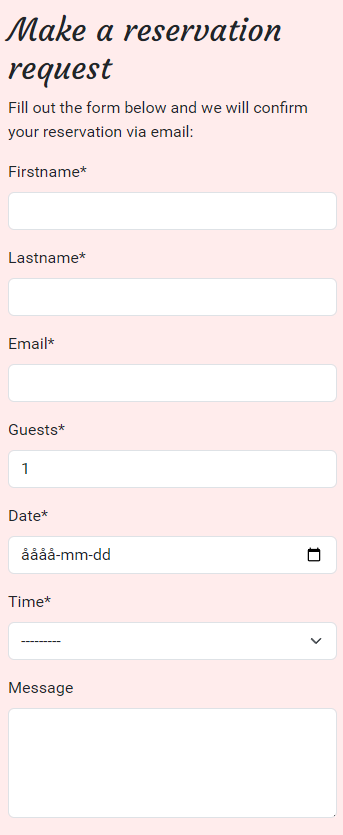 Make a reservation
request
Fill out the form below and we will confirm
your reservation via email:
Firstname*
Lastname*
Email*
Guests*
1
Date*
åååå-mm-dd
Time*
---------
Message